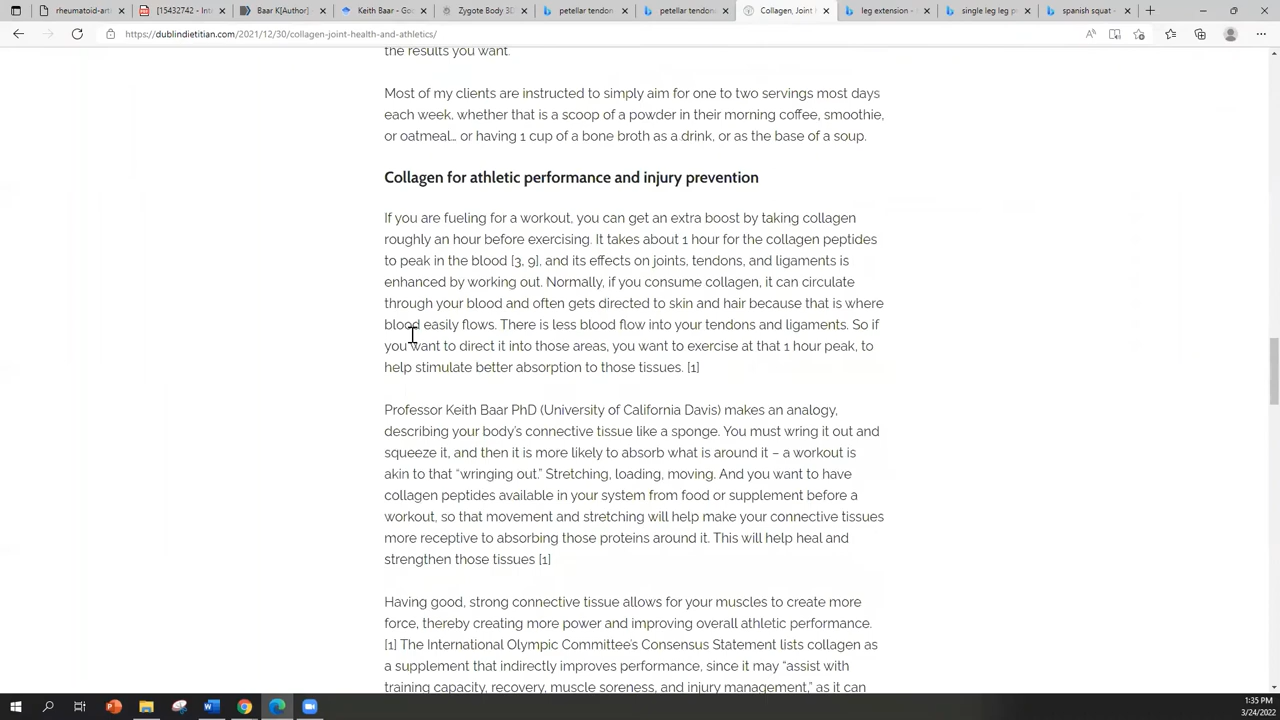 rheumatoid-art
[15432742 - Int
Baar K[Author]
Keith Baar - Go
Zygote Body 3D
petellar tendon
petellar tendon
Collagen, Joint
leg extension -
single leg leg p
spanish squat -
https://www.dublindietitian.com/2021/12/30/collagen-joint-health-and-athletics/
the results you want.
Most of my clients are instructed to simply aim for one to two servings most days
each week, whether that is a scoop of a powder in their morning coffee, smoothie,
or oatmeal… or having 1 cup of a bone broth as a drink, or as the base of a soup.
Collagen for athletic performance and injury prevention
If you are fueling for a workout, you can get an extra boost by taking collagen
roughly an hour before exercising. It takes about 1 hour for the collagen peptides
to peak in the blood [3, 9], and its effects on joints, tendons, and ligaments is
enhanced by working out. Normally, if you consume collagen, it can circulate
through your blood and often gets directed to skin and hair because that is where
blood easily flows. There is less blood flow into your tendons and ligaments. So if
you want to direct it into those areas, you want to exercise at that 1 hour peak, to
help stimulate better absorption to those tissues. [1]
Professor Keith Baar PhD (University of California Davis) makes an analogy,
describing your body's connective tissue like a sponge. You must wring it out and
squeeze it, and then it is more likely to absorb what is around it – a workout is
akin to that “wringing out.” Stretching, loading, moving. And you want to have
collagen peptides available in your system from food or supplement before a
workout, so that movement and stretching will help make your connective tissues
more receptive to absorbing those proteins around it. This will help heal and
strengthen those tissues [1]
Having good, strong connective tissue allows for your muscles to create more
force, thereby creating more power and improving overall athletic performance.
[1] The International Olympic Committee's Consensus Statement lists collagen as
a supplement that indirectly improves performance, since it may “assist with
training capacity, recovery, muscle soreness, and injury management,” as it can
1:35 PM
3/24/2022